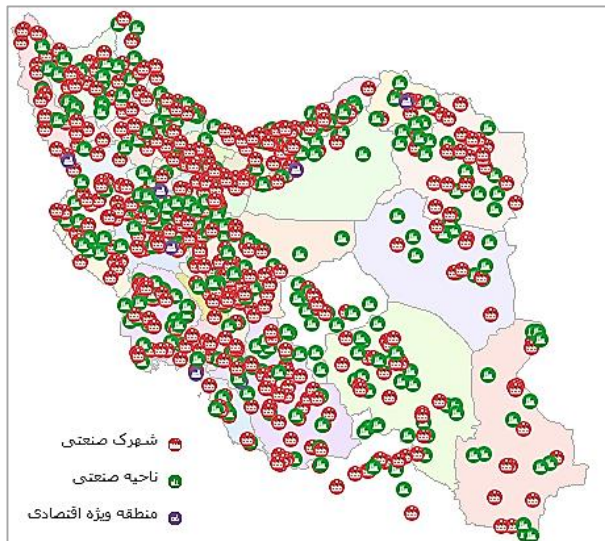 شهرک صنعتی
ناحیه صنعتی
منطقه ویژه اقتصادی